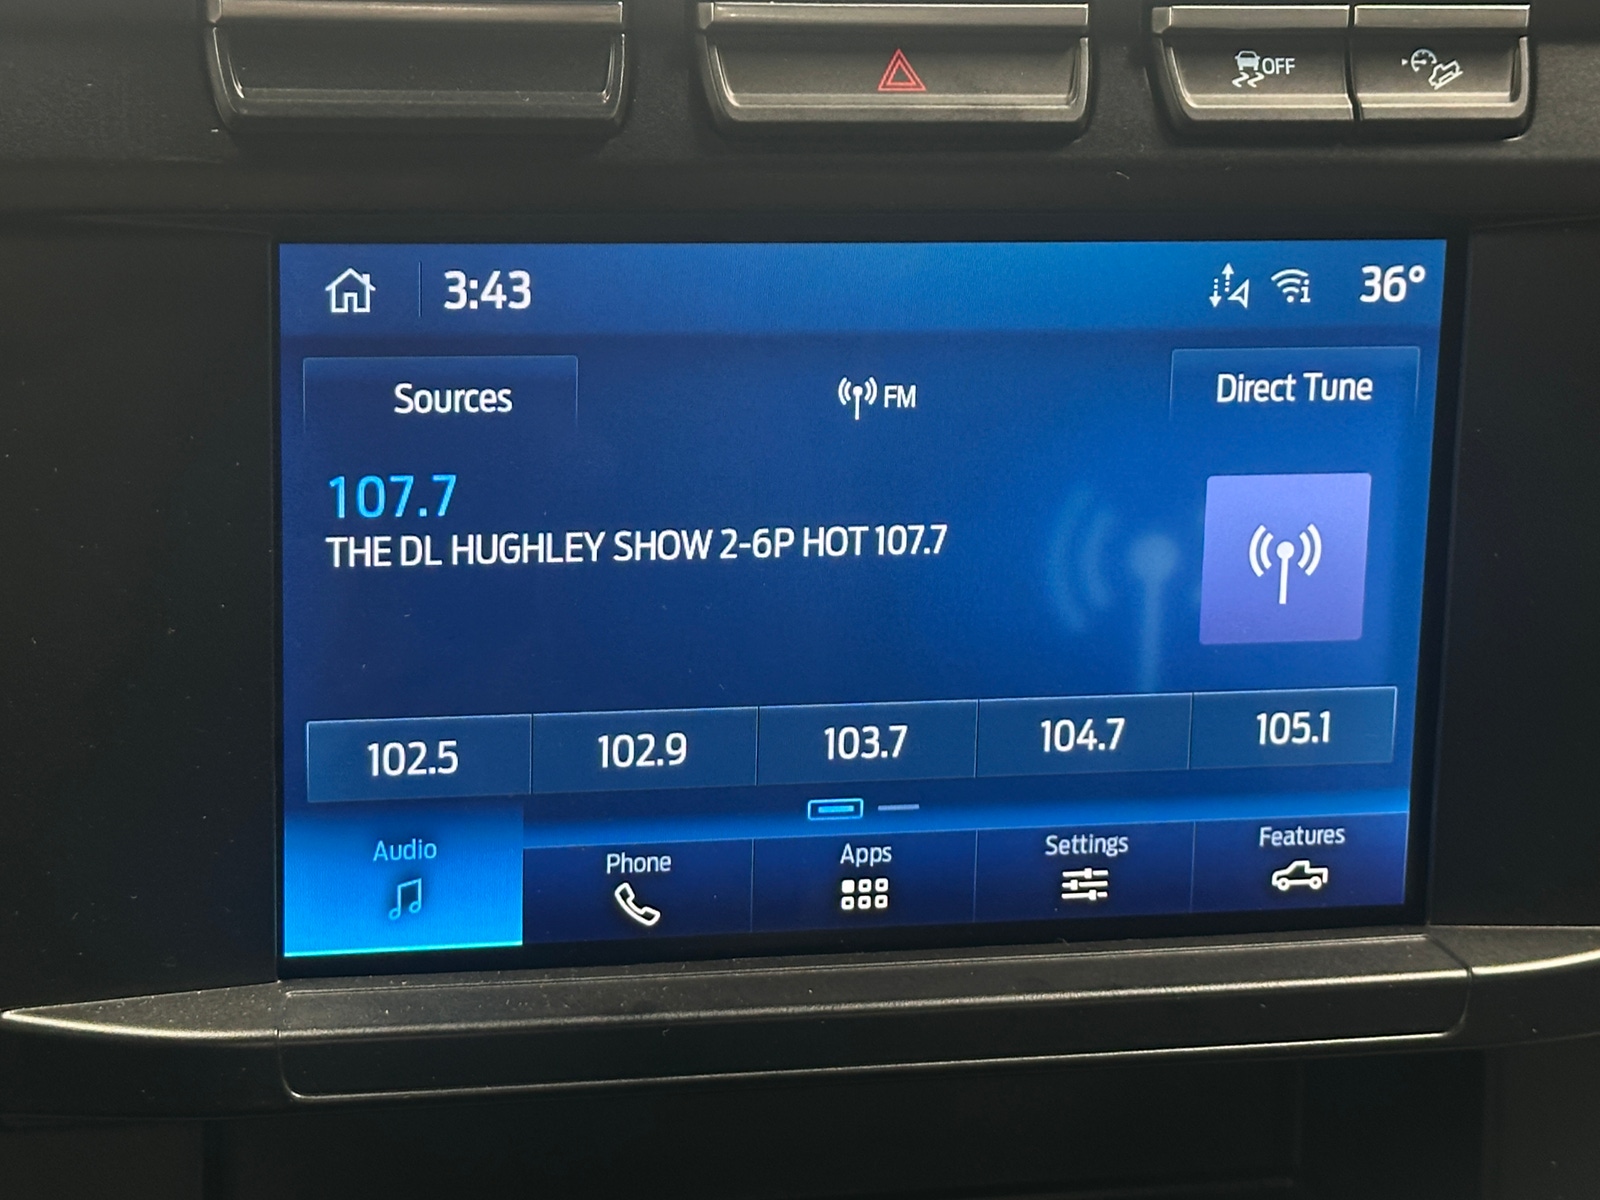 OFF
3:43
36°
Sources
FM
Direct Tune
107.7
THE DL HUGHLEY SHOW 2-6P HOT 107.7
102.5
102.9
103.7
104.7
105.1
Audio
Phone
Apps
Settings
Features